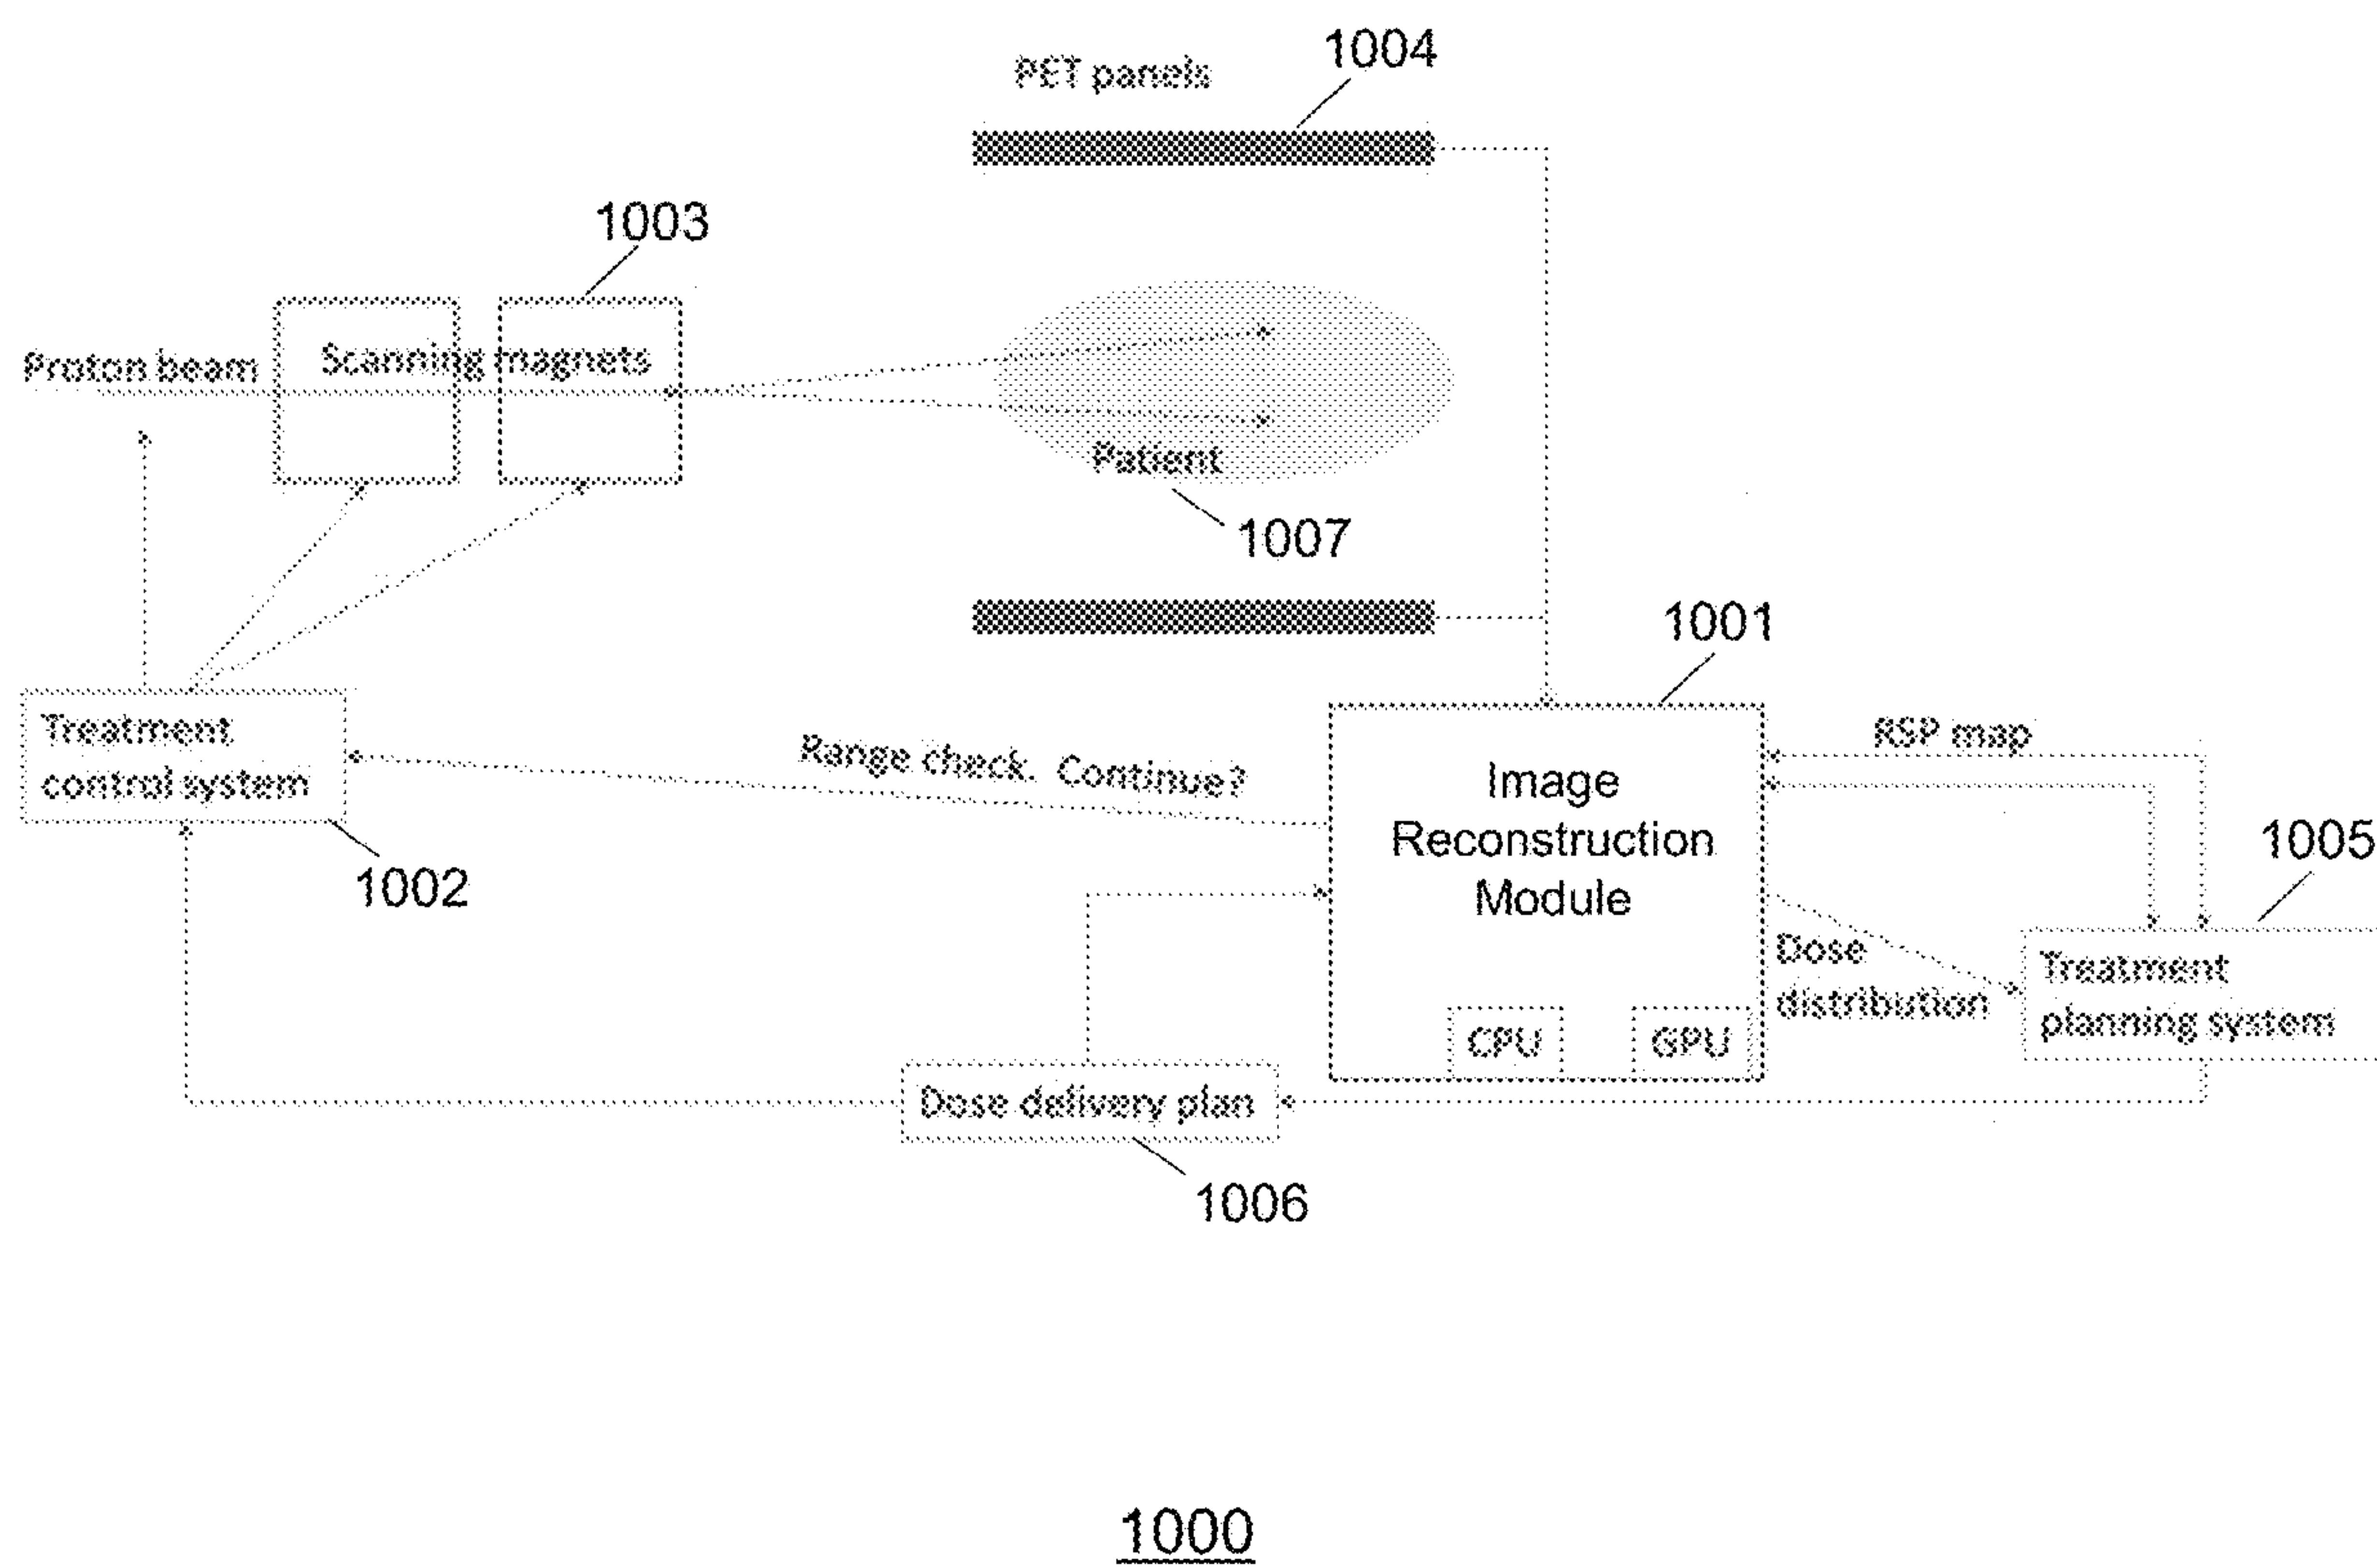 1004
PET panels
1003
Proton beam
Scanning magnets
Patient
1007
1001
Treatment
control system
1002
Range check. Continue?
Image
Reconstruction
Module
CPU
GPU
RSP map
1005
Dose
distribution
Treatment
planning system
Dose delivery plan
1006
1000